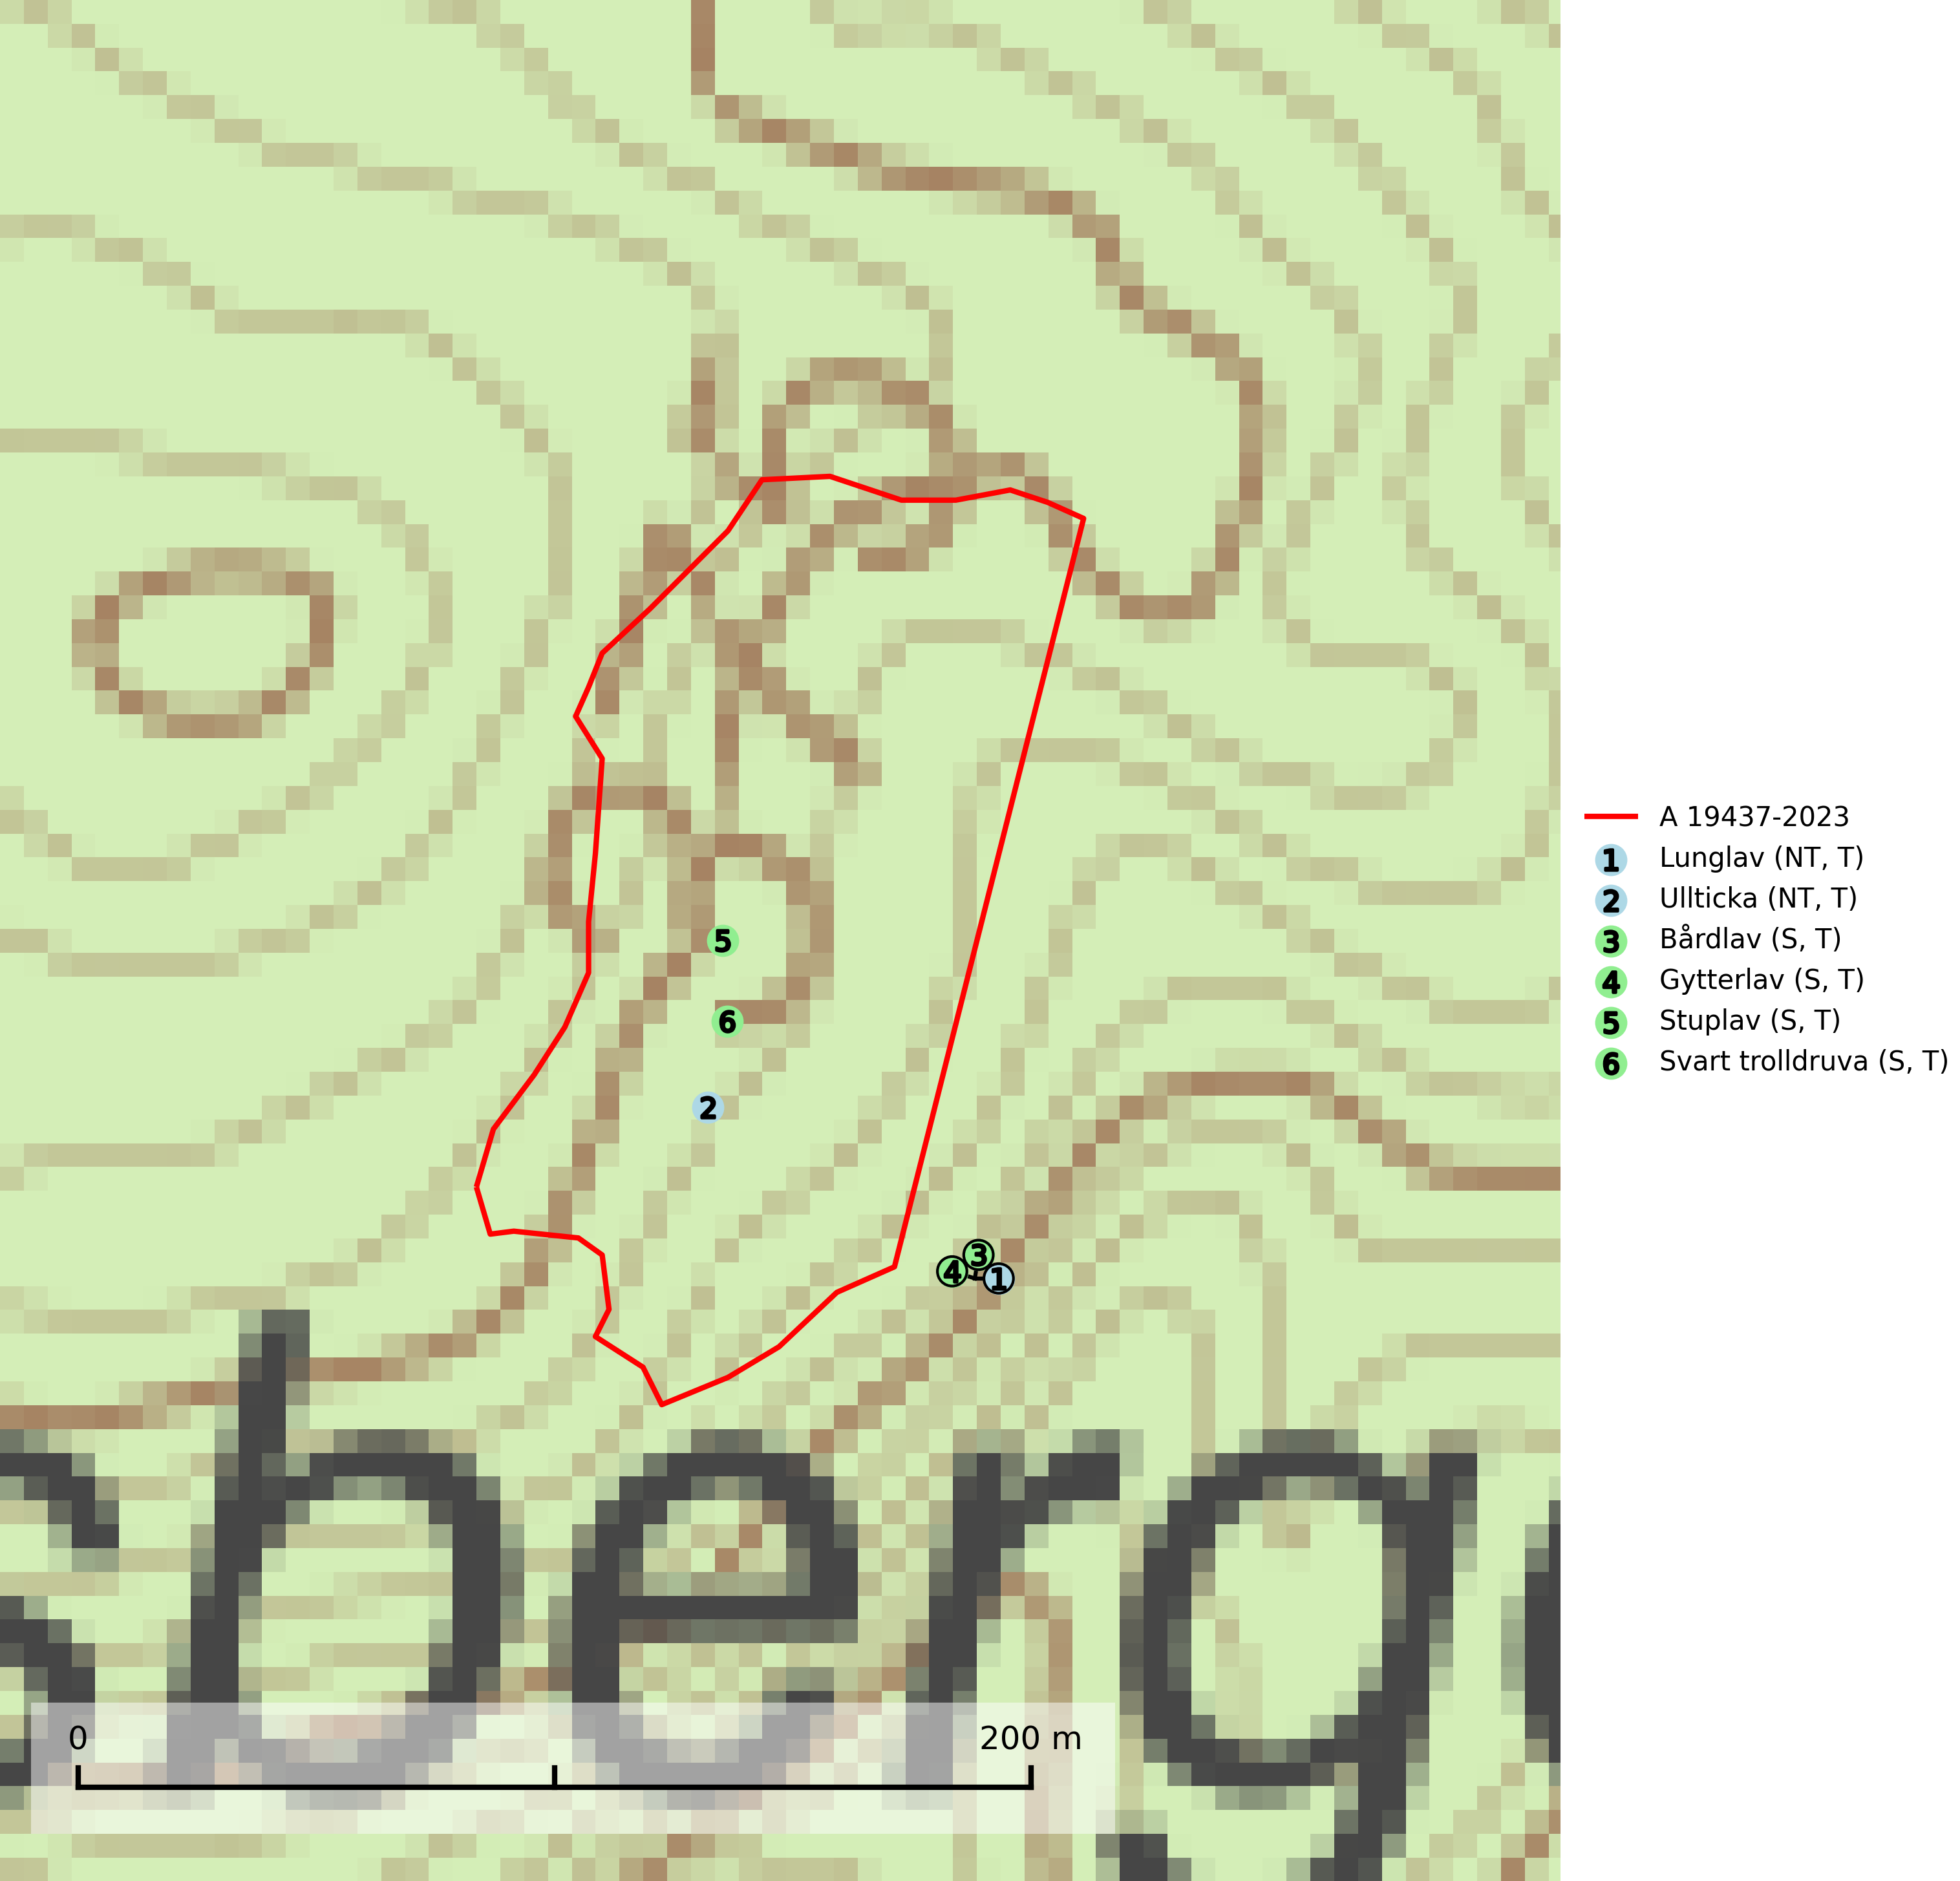 A 19437-2023
1 Lunglav (NT, T)
2 Ullticka (NT, T)
3 Bårdlav (S, T)
4 Gytterlav (S, T)
5 Stuplav (S, T)
6 Svart trolldruva (S, T)
5
6
2
3
4 1
berg
0 200 m